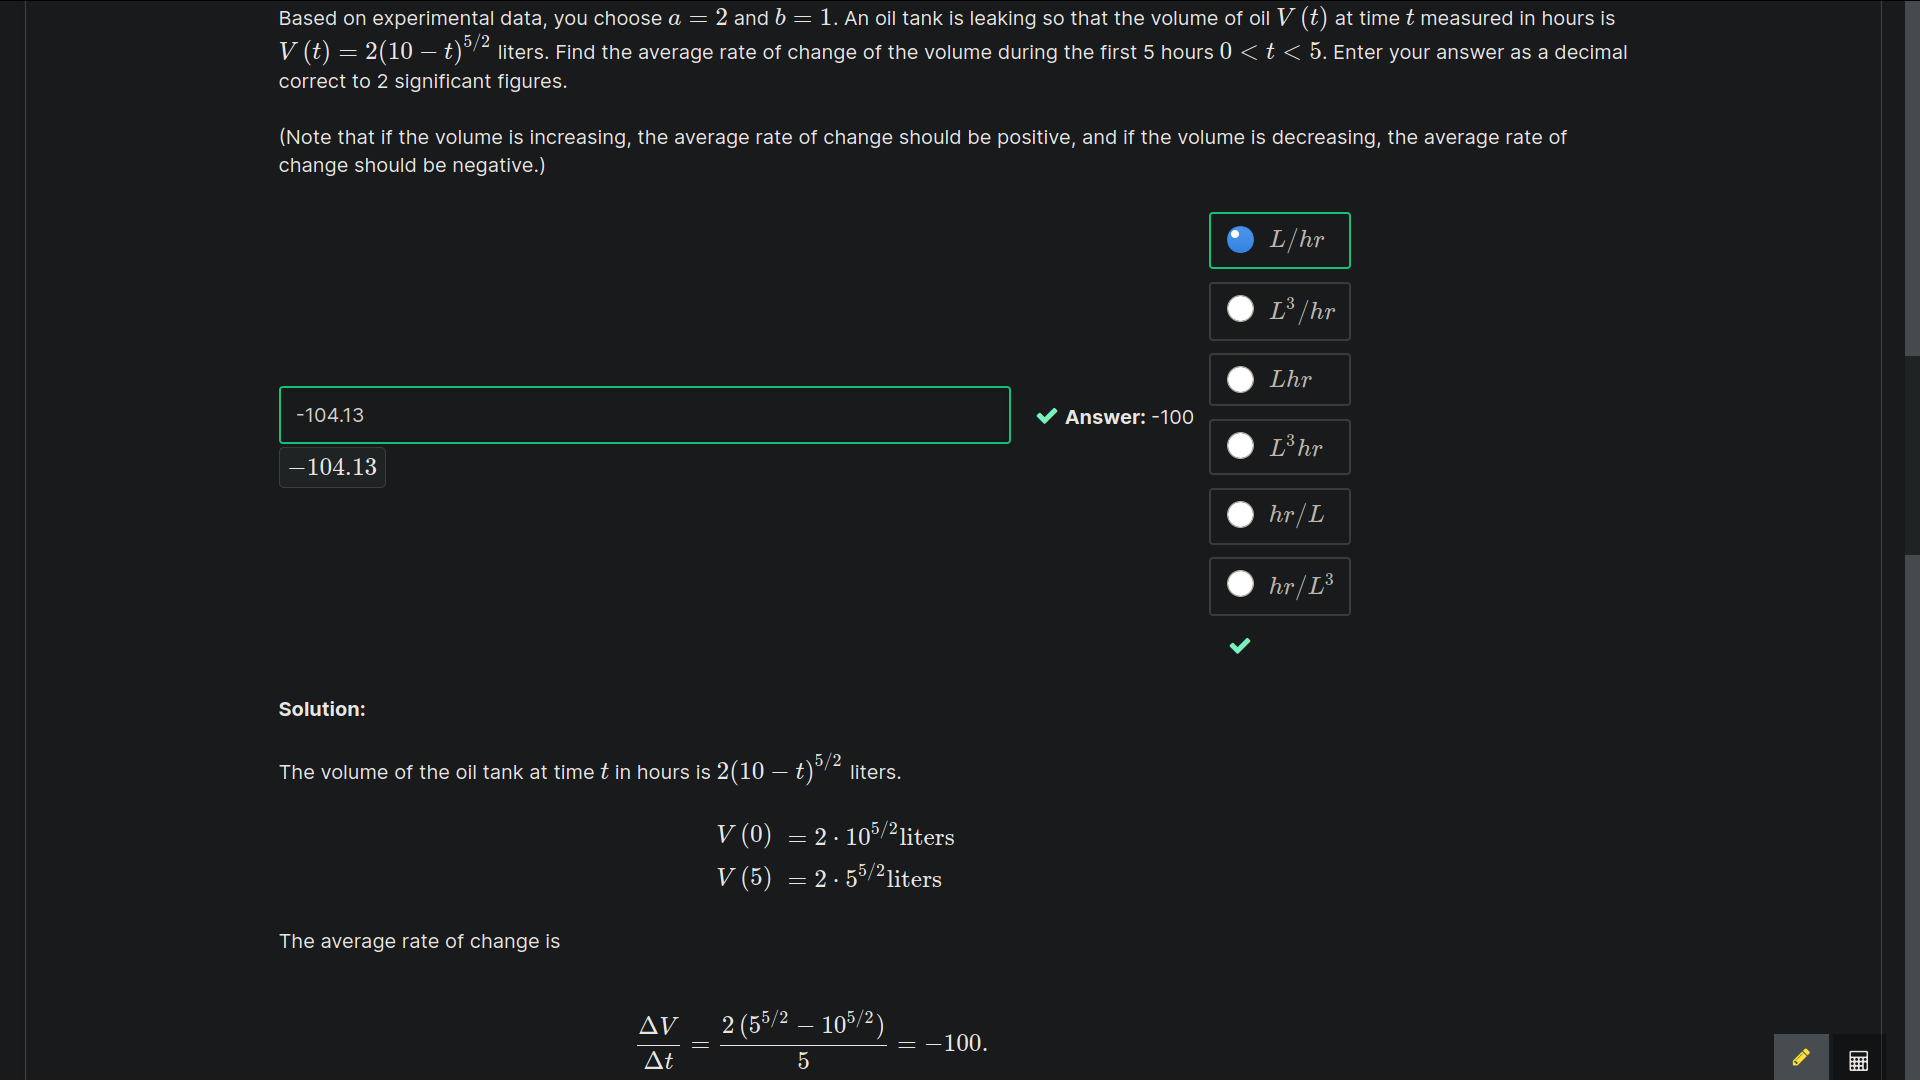 Based on experimental data, you choose a = 2 and b = 1. An oil tank is leaking so that the volume of oil V (t) at time t measured in hours is
V (t) = 2(10 − t)^{5/2} liters. Find the average rate of change of the volume during the first 5 hours 0 < t < 5. Enter your answer as a decimal
correct to 2 significant figures.
(Note that if the volume is increasing, the average rate of change should be positive, and if the volume is decreasing, the average rate of
change should be negative.)
L/hr
L^3/hr
Lhr
-104.13
Answer: -100
L^3hr
−104.13
hr/L
hr/L^3
Solution:
The volume of the oil tank at time t in hours is 2(10 − t)^{5/2} liters.
V (0) = 2 · 10^{5/2}liters
V (5) = 2 · 5^{5/2}liters
The average rate of change is
ΔV/Δt = 2 (5^{5/2} − 10^{5/2})/5 = −100.